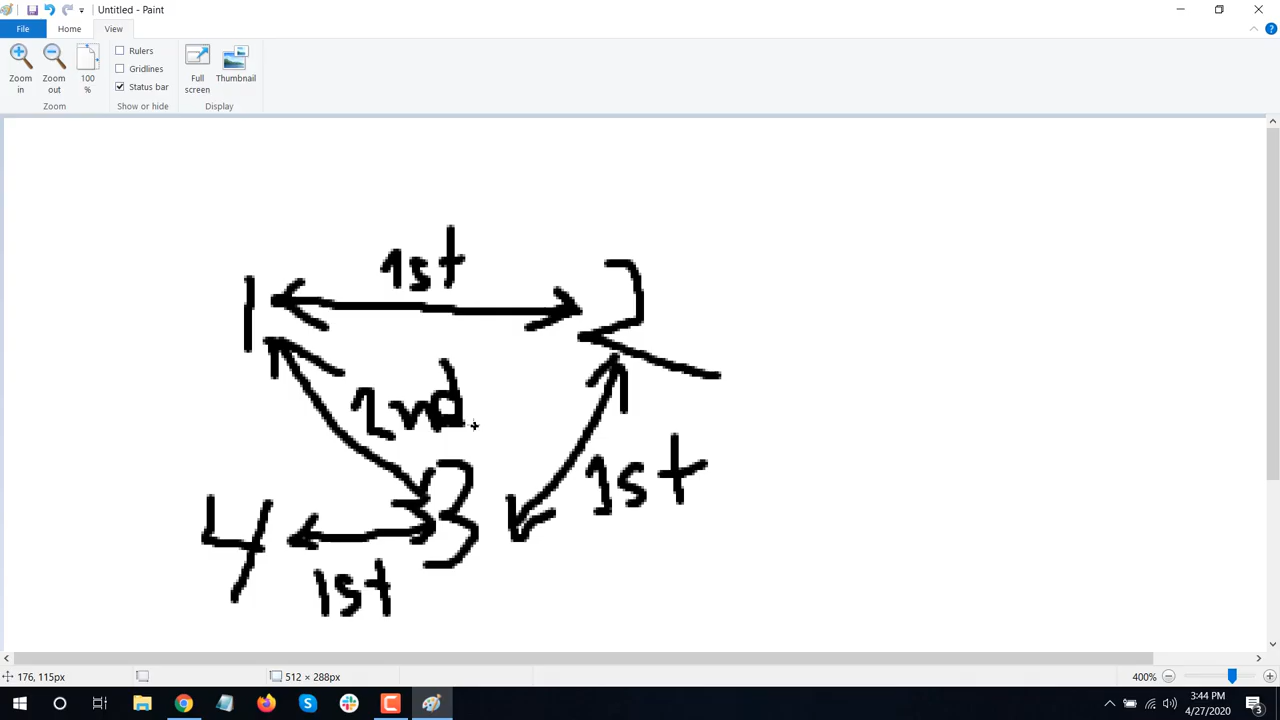 Untitled - Paint
File Home View
Zoom in
Zoom out
100 %
Rulers
Gridlines
Status bar
Full screen
Thumbnail
Zoom
Show or hide
Display
1st
1
2
2nd
3
1st
4
1st
176, 115px
512 × 288px
400%
3:44 PM
4/27/2020
3